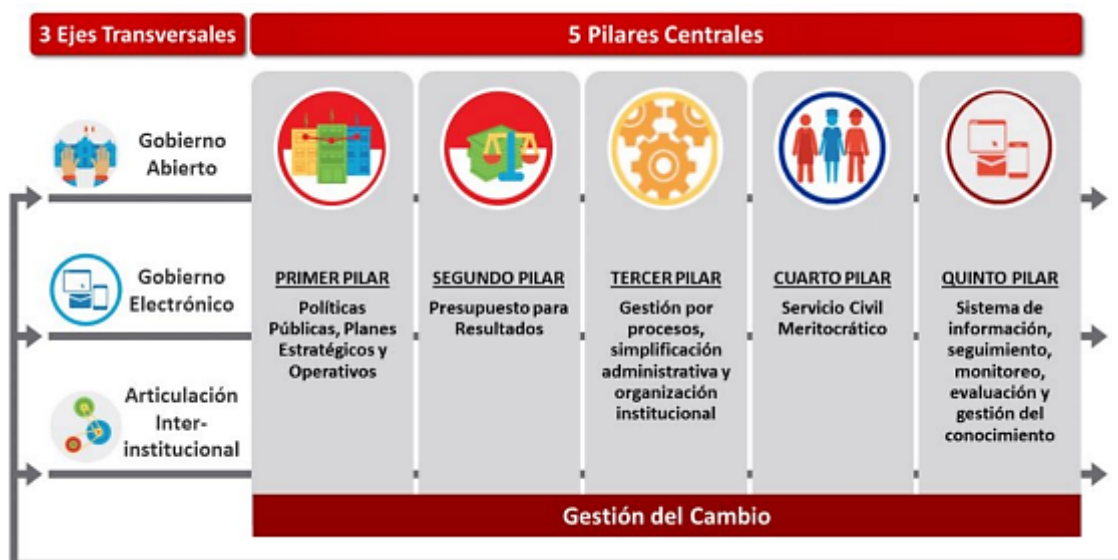 3 Ejes Transversales
5 Pilares Centrales
Gobierno
Abierto
Gobierno
Electrónico
Articulación
Inter-
institucional
PRIMER PILAR
Políticas
Públicas, Planes
Estratégicos y
Operativos
SEGUNDO PILAR
Presupuesto para
Resultados
TERCER PILAR
Gestión por
procesos,
simplificación
administrativa y
organización
institucional
CUARTO PILAR
Servicio Civil
Meritocrático
QUINTO PILAR
Sistema de
información,
seguimiento,
monitoreo,
evaluación y
gestión del
conocimiento
Gestión del Cambio